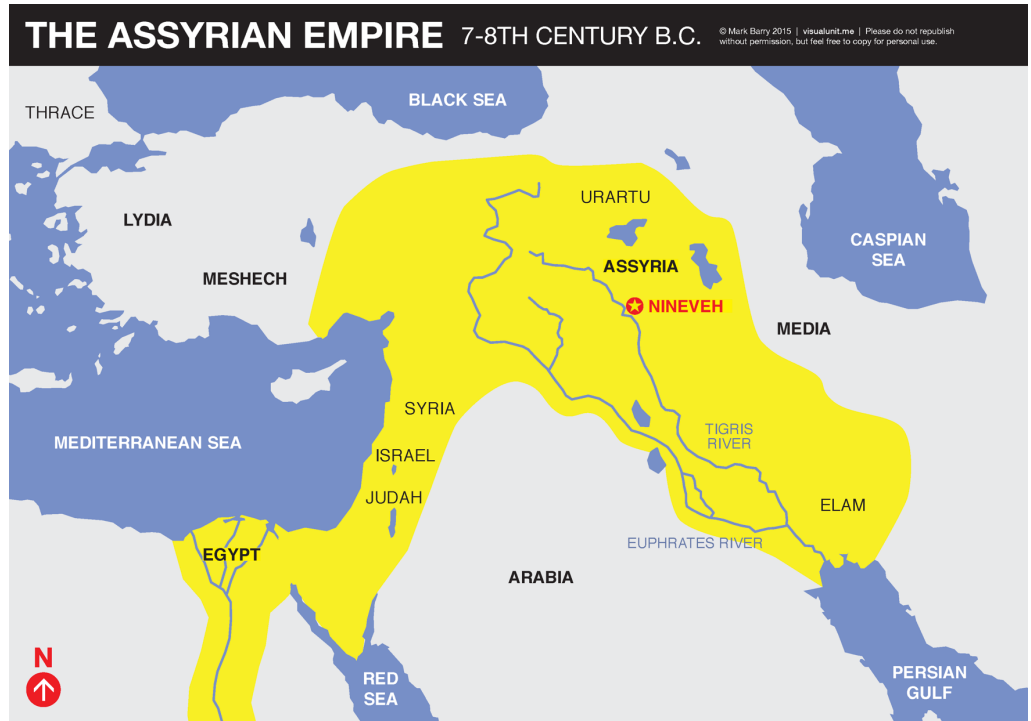 THE ASSYRIAN EMPIRE 7-8TH CENTURY B.C.
© Mark Barry 2015 | visualunit.me | Please do not republish
without permission, but feel free to copy for personal use.
BLACK SEA
THRACE
URARTU
LYDIA
CASPIAN
SEA
ASSYRIA
MESHECH
NINEVEH
MEDIA
SYRIA
TIGRIS
RIVER
MEDITERRANEAN SEA
ISRAEL
JUDAH
ELAM
EUPHRATES RIVER
EGYPT
ARABIA
N
RED
SEA
PERSIAN
GULF